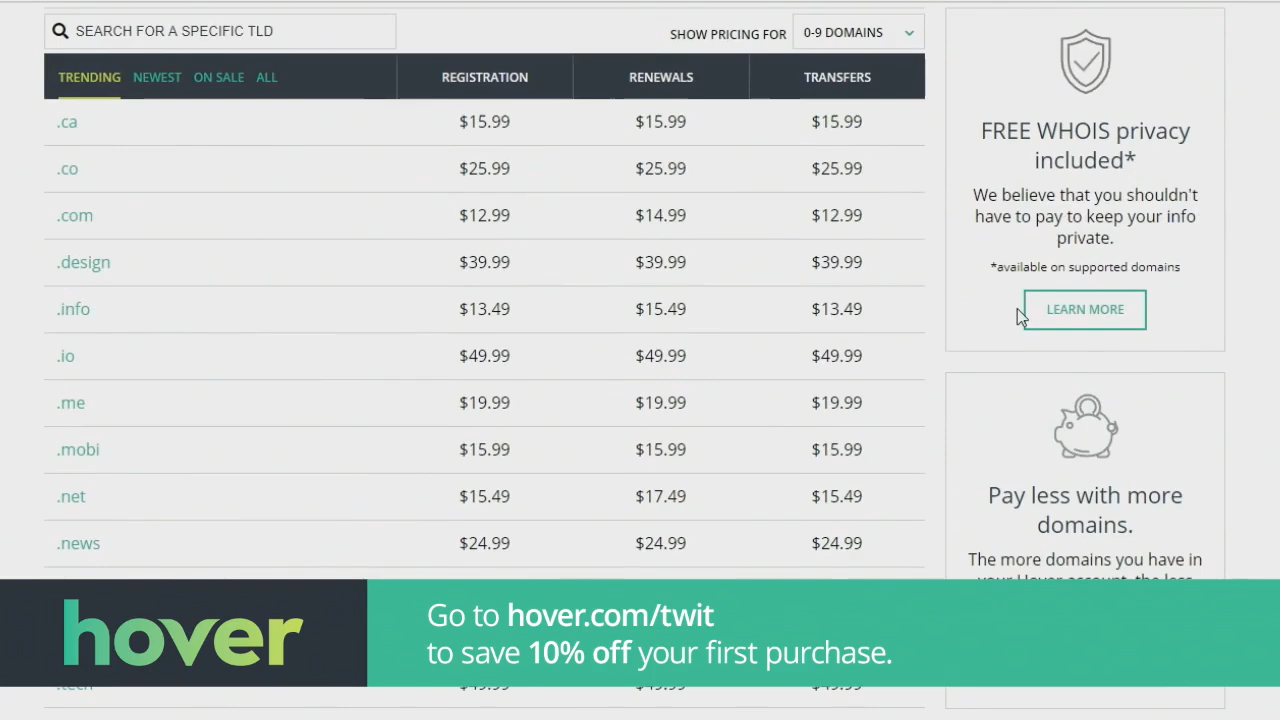 SEARCH FOR A SPECIFIC TLD
SHOW PRICING FOR 0-9 DOMAINS
TRENDING NEWEST ON SALE ALL REGISTRATION RENEWALS TRANSFERS
.ca $15.99 $15.99 $15.99
.co $25.99 $25.99 $25.99
.com $12.99 $14.99 $12.99
.design $39.99 $39.99 $39.99
.info $13.49 $15.49 $13.49
.io $49.99 $49.99 $49.99
.me $19.99 $19.99 $19.99
.mobi $15.99 $15.99 $15.99
.net $15.49 $17.49 $15.49
.news $24.99 $24.99 $24.99
FREE WHOIS privacy
included*
We believe that you shouldn't
have to pay to keep your info
private.
*available on supported domains
LEARN MORE
Pay less with more
domains.
The more domains you have in
hover
Go to hover.com/twit
to save 10% off your first purchase.